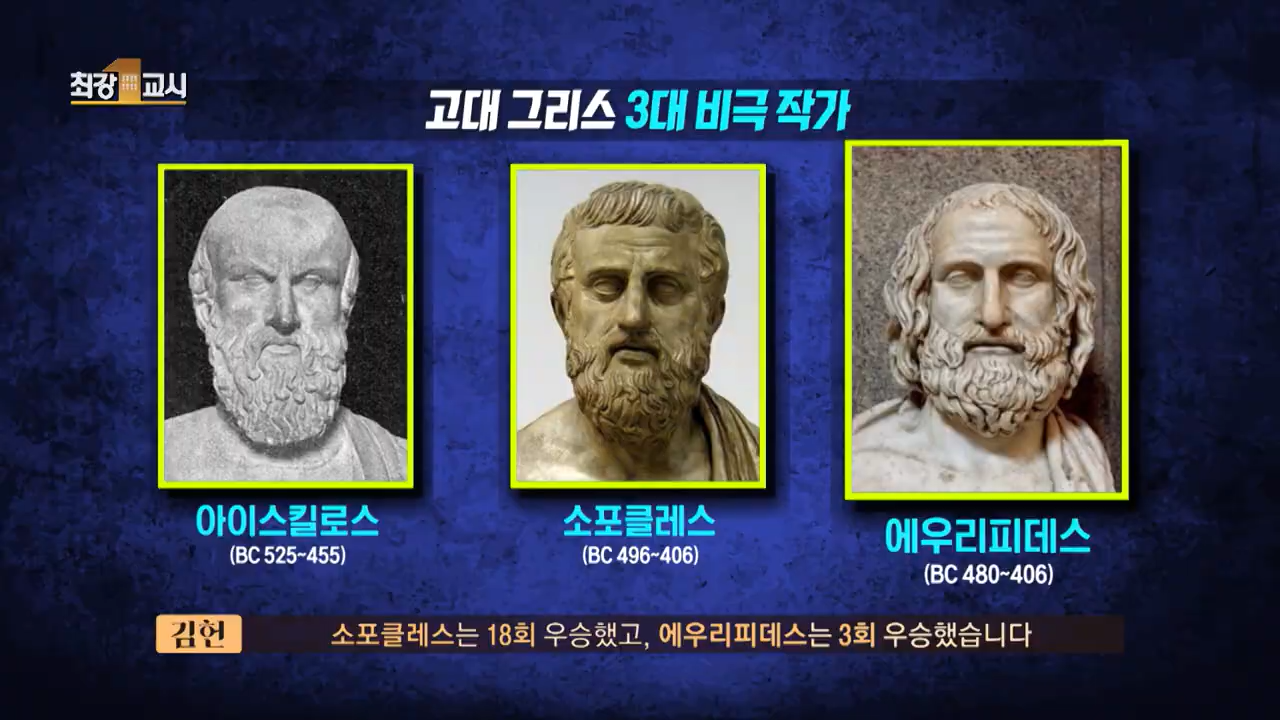 최강1교시
고대 그리스 3대 비극 작가
아이스킬로스
(BC 525~455)
소포클레스
(BC 496~406)
에우리피데스
(BC 480~406)
김헌
소포클레스는 18회 우승했고, 에우리피데스는 3회 우승했습니다